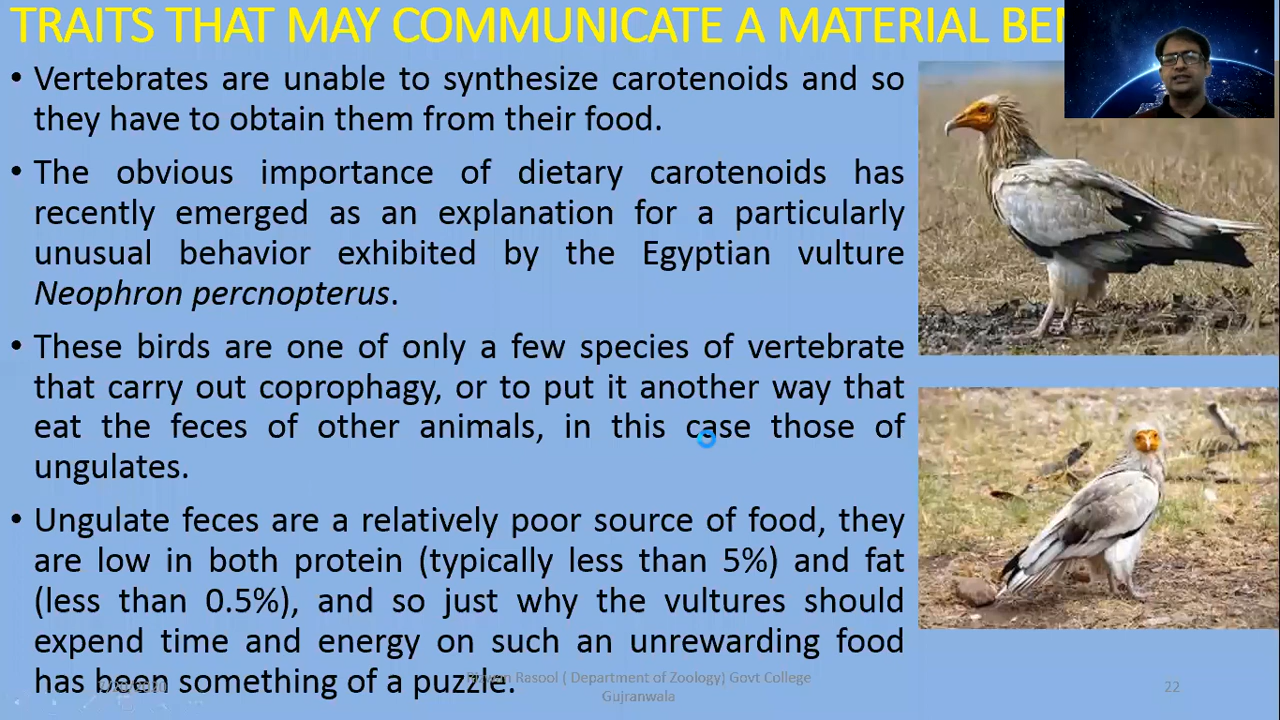 TRAITS THAT MAY COMMUNICATE A MATERIAL
• Vertebrates are unable to synthesize carotenoids and so
they have to obtain them from their food.
• The obvious importance of dietary carotenoids has
recently emerged as an explanation for a particularly
unusual behavior exhibited by the Egyptian vulture
Neophron percnopterus.
• These birds are one of only a few species of vertebrate
that carry out coprophagy, or to put it another way that
eat the feces of other animals, in this case those of
ungulates.
• Ungulate feces are a relatively poor source of food, they
are low in both protein (typically less than 5%) and fat
(less than 0.5%), and so just why the vultures should
expend time and energy on such an unrewarding food
has been something of a puzzle.
Rasool ( Department of Zoology) Govt College
Gujranwala
22